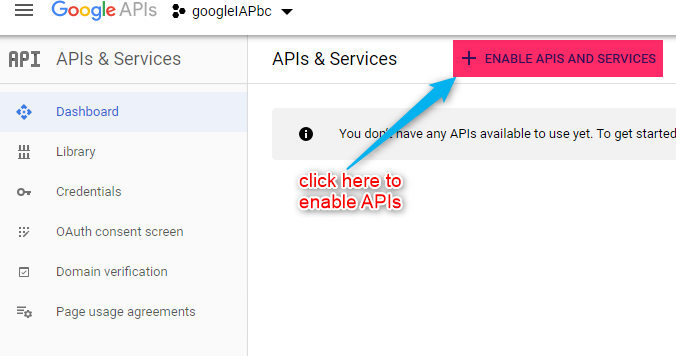 Google APIs googleIAPbc
API APIs & Services
APIs & Services + ENABLE APIS AND SERVICES
Dashboard
Library
Credentials
OAuth consent screen
Domain verification
Page usage agreements
You don't have any APIs available to use yet. To get started
click here to
enable APIs